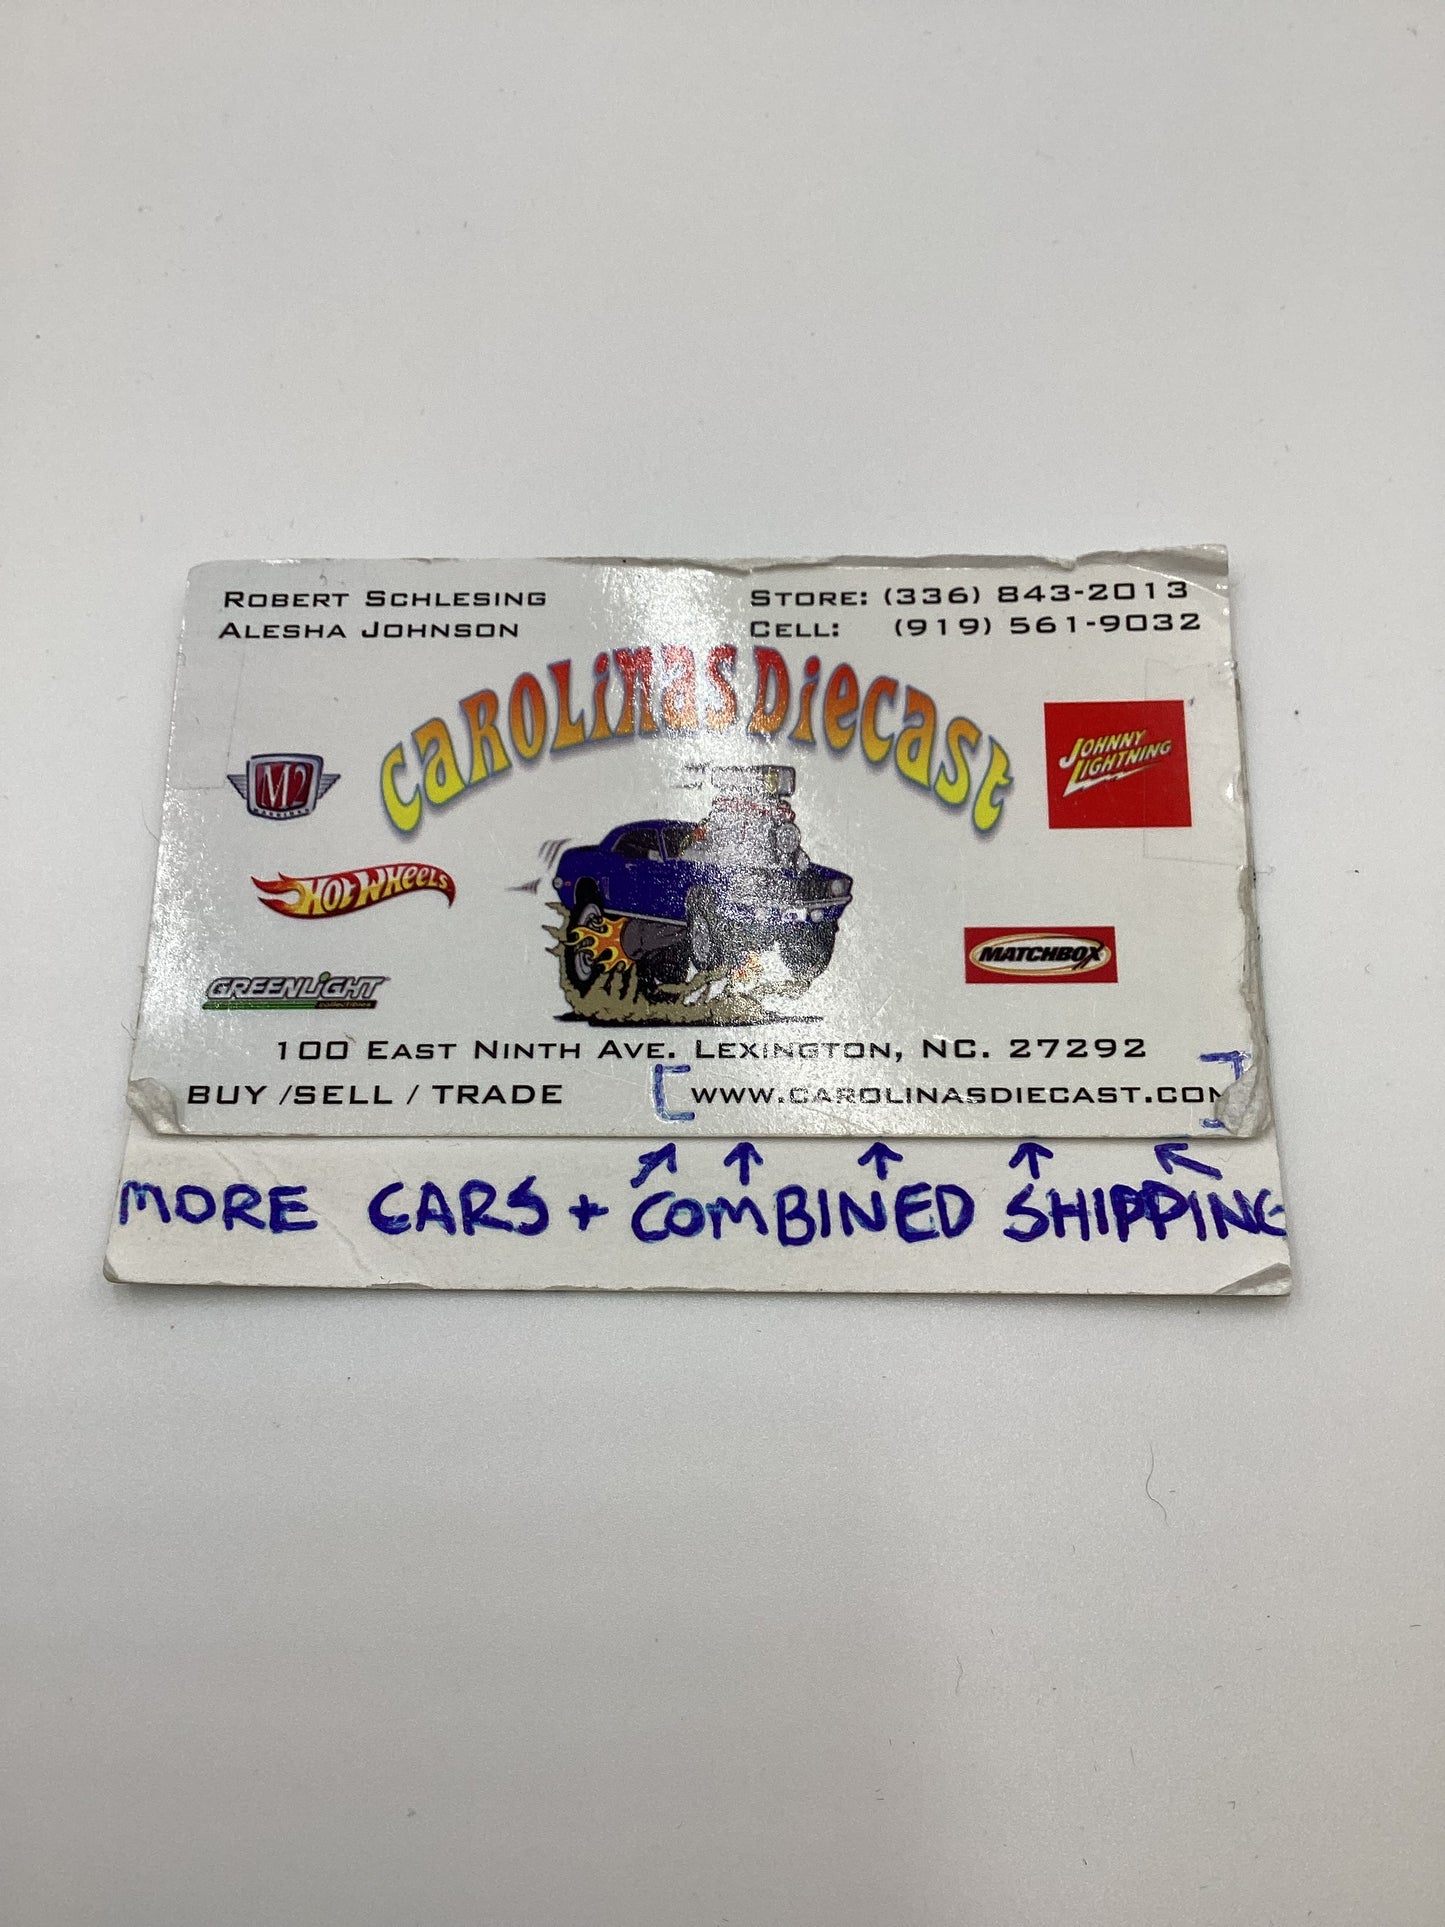 ROBERT SCHLESING
ALESHA JOHNSON
STORE: (336) 843-2013
CELL: (919) 561-9032
CAROLINAS DIECAST
M2
MACHINES
JOHNNY LIGHTNING
HOT WHEELS
MATCHBOX
GREENLIGHT
collectibles
100 EAST NINTH AVE. LEXINGTON, NC. 27292
BUY /SELL / TRADE
[WWW.CAROLINASDIECAST.COM]
MORE CARS + COMBINED SHIPPING